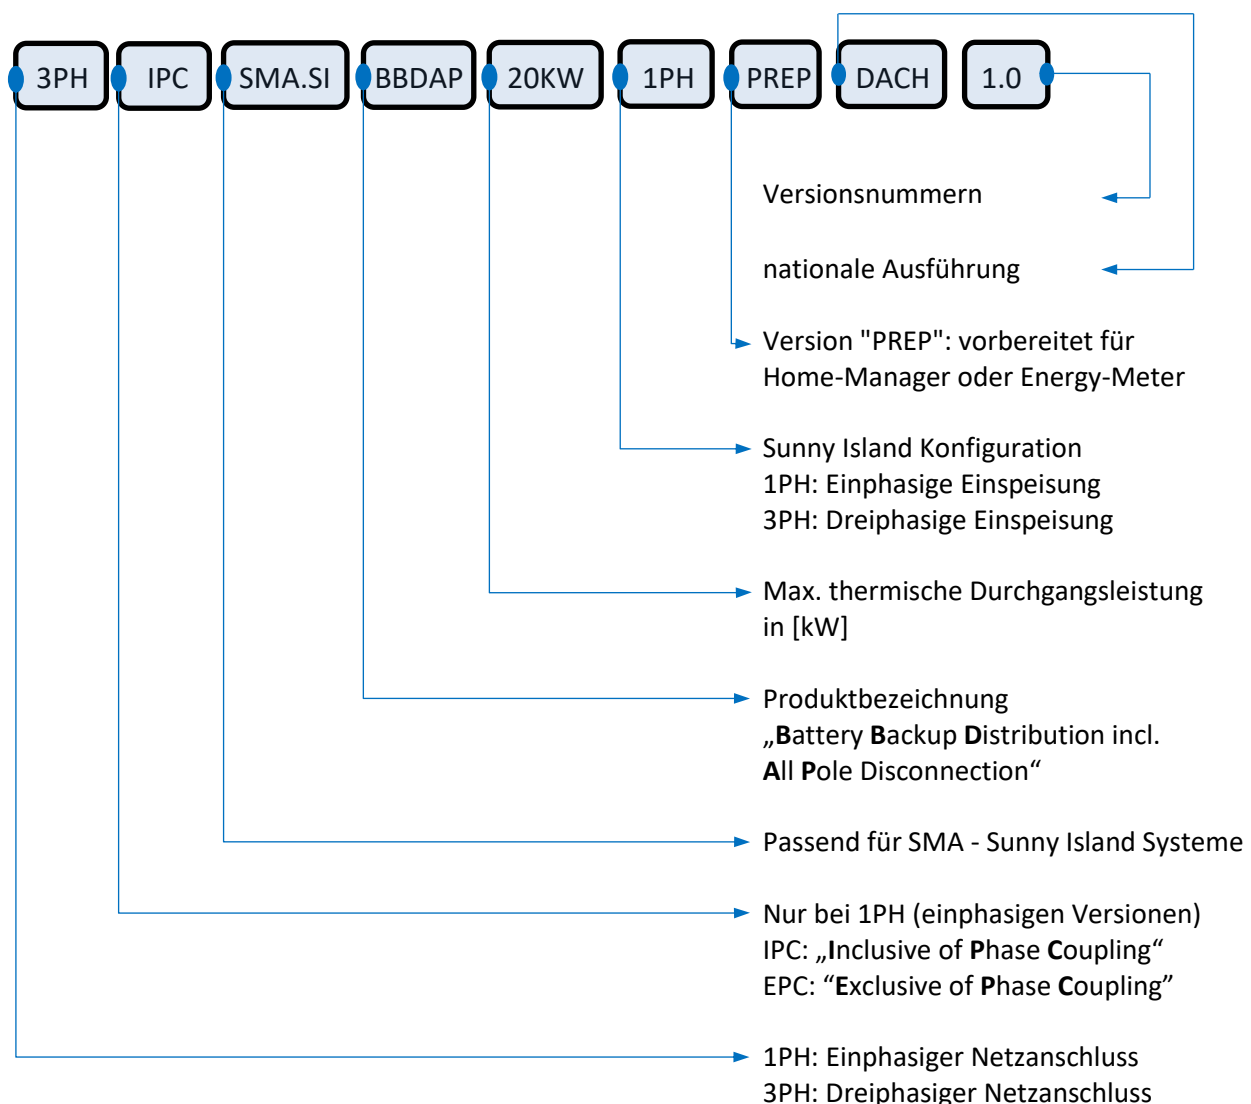 3PH IPC SMA.SI BBDAP 20KW 1PH PREP DACH 1.0
Versionsnummern
nationale Ausführung
Version "PREP": vorbereitet für
Home-Manager oder Energy-Meter
Sunny Island Konfiguration
1PH: Einphasige Einspeisung
3PH: Dreiphasige Einspeisung
Max. thermische Durchgangsleistung
in [kW]
Produktbezeichnung
„Battery Backup Distribution incl.
All Pole Disconnection“
Passend für SMA - Sunny Island Systeme
Nur bei 1PH (einphasigen Versionen)
IPC: „Inclusive of Phase Coupling“
EPC: “Exclusive of Phase Coupling”
1PH: Einphasiger Netzanschluss
3PH: Dreiphasiger Netzanschluss